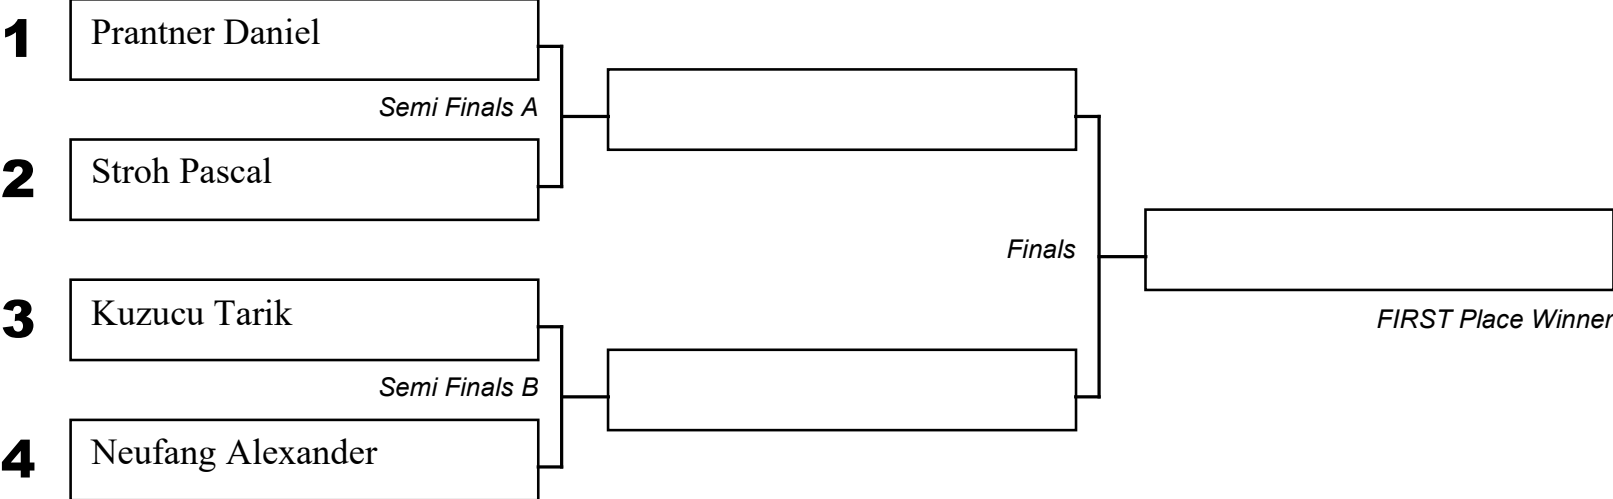 1 Prantner Daniel
Semi Finals A
2 Stroh Pascal
Finals
3 Kuzucu Tarik
FIRST Place Winner
Semi Finals B
4 Neufang Alexander